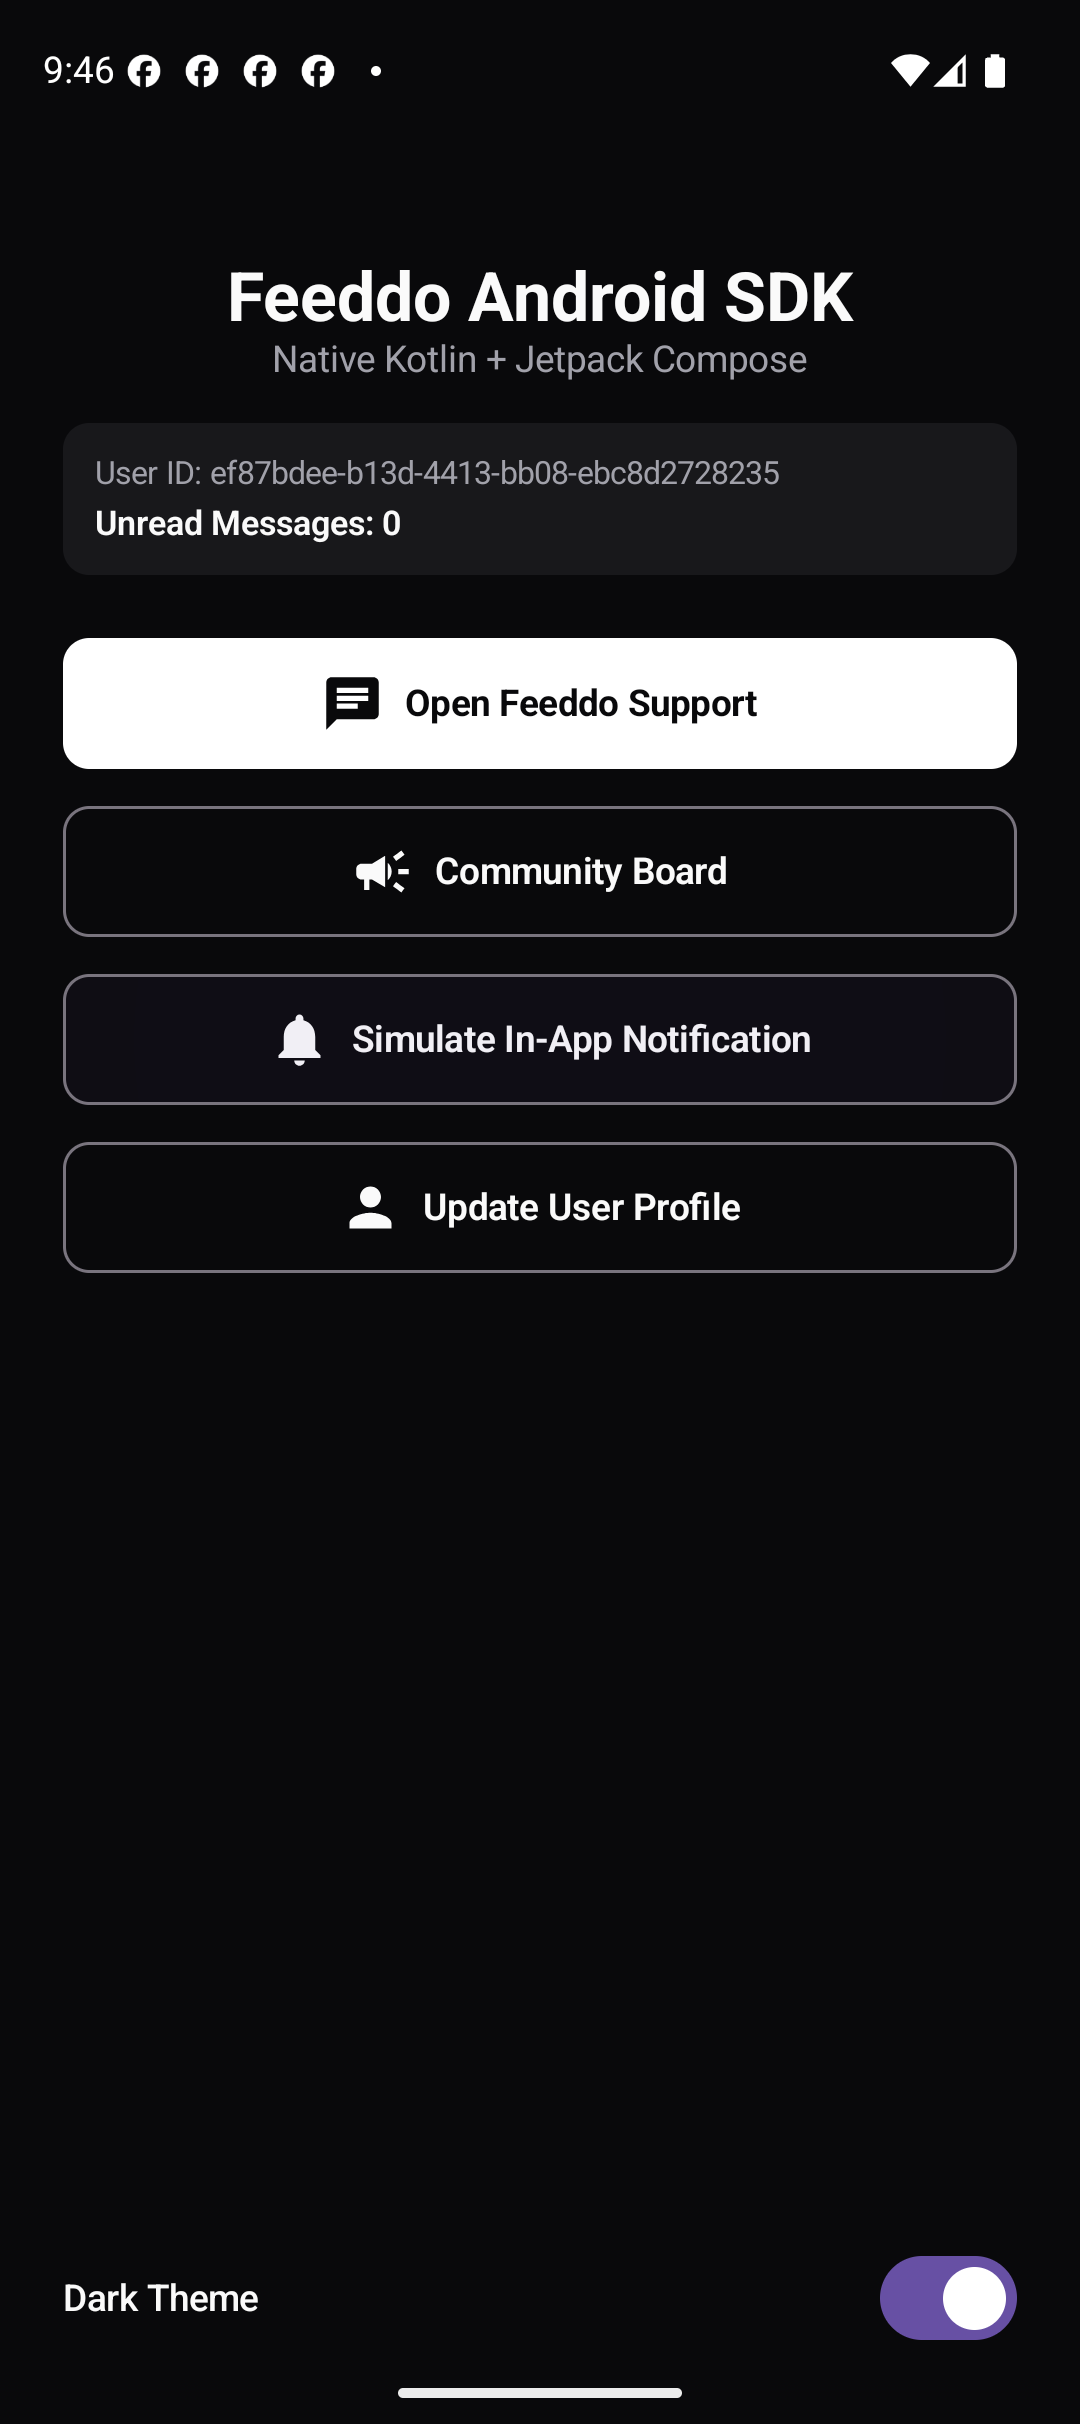 9:46
Feeddo Android SDK
Native Kotlin + Jetpack Compose
User ID: ef87bdee-b13d-4413-bb08-ebc8d2728235
Unread Messages: 0
Open Feeddo Support
Community Board
Simulate In-App Notification
Update User Profile
Dark Theme